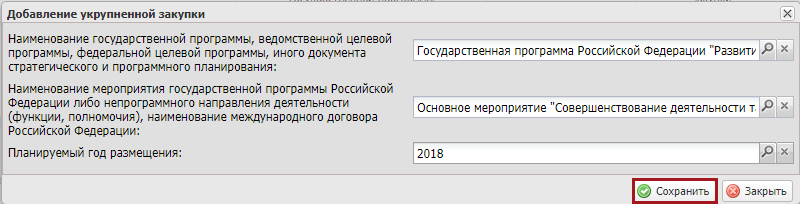 Добавление укрупненной закупки
Наименование государственной программы, ведомственной целевой
программы, федеральной целевой программы, иного документа
стратегического и программного планирования:
Государственная программа Российской Федерации "Развити
Наименование мероприятия государственной программы Российской
Федерации либо непрограммного направления деятельности
(функции, полномочия), наименование международного договора
Российской Федерации:
Основное мероприятие "Совершенствование деятельности та
Планируемый год размещения:
2018
Сохранить
Закрыть